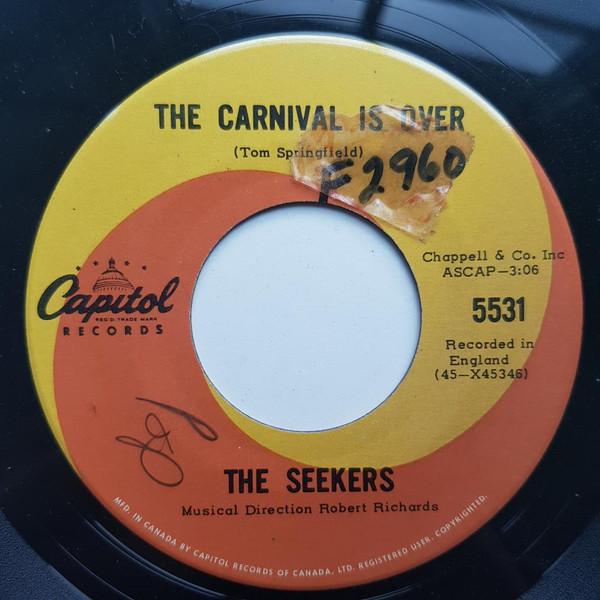 THE CARNIVAL IS OVER
(Tom Springfield)
F2960
Chappell & Co. Inc
ASCAP—3:06
Capitol
REG'D. TRADE MARK
RECORDS
5531
Recorded in
England
(45—X45346)
THE SEEKERS
Musical Direction Robert Richards
MFD. IN CANADA BY CAPITOL RECORDS OF CANADA, LTD. REGISTERED USER. COPYRIGHTED.